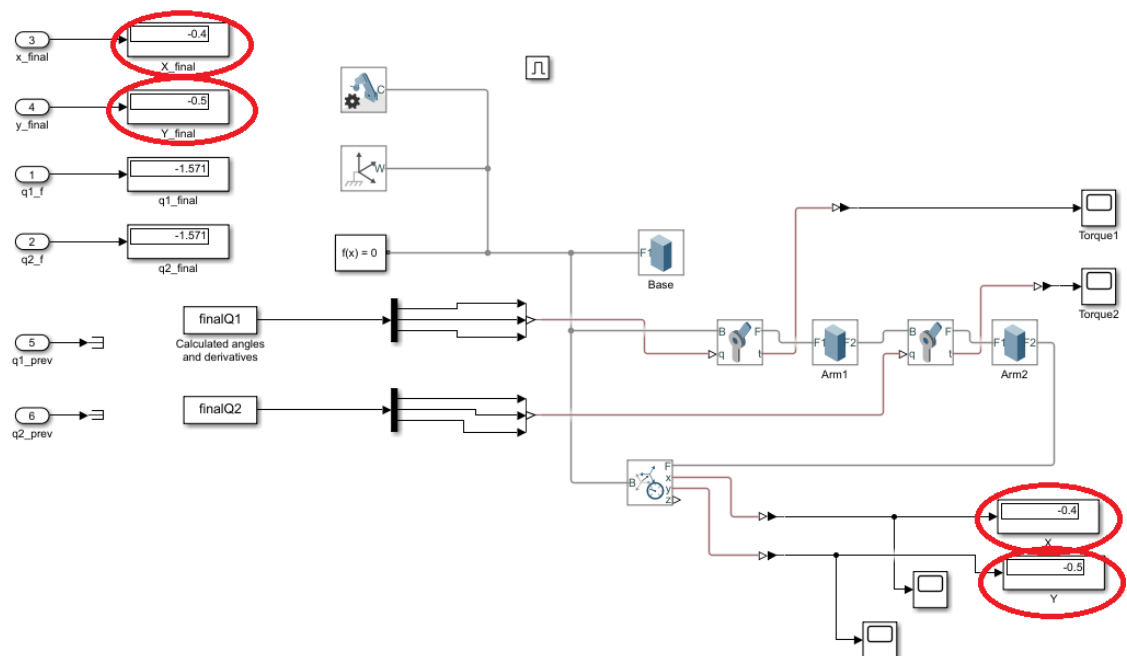 -0.4
3
x_final
X_final
-0.5
4
y_final
Y_final
C
-1.571
1
q1_f
q1_final
W
-1.571
2
q2_f
q2_final
f(x) = 0
F1
Base
Torque1
Torque2
finalQ1
Calculated angles
and derivatives
5
q1_prev
B
F
q
t
F1
F2
Arm1
B
F
q
t
F1
F2
Arm2
finalQ2
6
q2_prev
B
F
x
y
z
-0.4
X
-0.5
Y